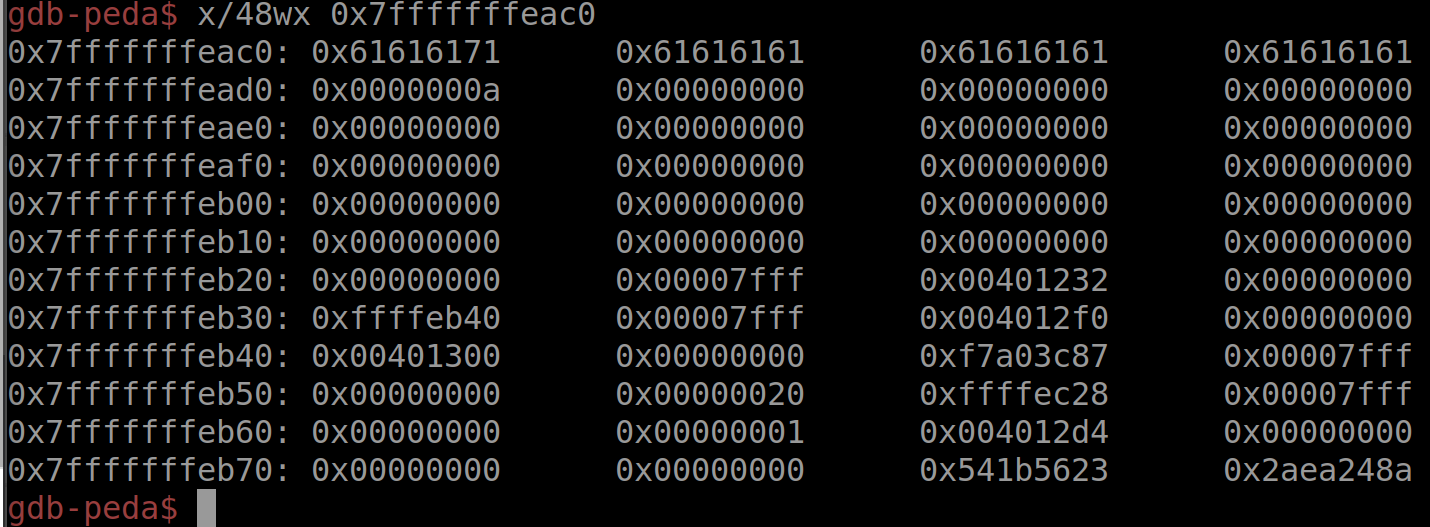 gdb-peda$ x/48wx 0x7fffffffeac0
0x7fffffffeac0: 0x61616171 0x61616161 0x61616161 0x61616161
0x7fffffffead0: 0x0000000a 0x00000000 0x00000000 0x00000000
0x7fffffffeae0: 0x00000000 0x00000000 0x00000000 0x00000000
0x7fffffffeaf0: 0x00000000 0x00000000 0x00000000 0x00000000
0x7fffffffeb00: 0x00000000 0x00000000 0x00000000 0x00000000
0x7fffffffeb10: 0x00000000 0x00000000 0x00000000 0x00000000
0x7fffffffeb20: 0x00000000 0x00007fff 0x00401232 0x00000000
0x7fffffffeb30: 0xffffeb40 0x00007fff 0x004012f0 0x00000000
0x7fffffffeb40: 0x00401300 0x00000000 0xf7a03c87 0x00007fff
0x7fffffffeb50: 0x00000000 0x00000020 0xffffec28 0x00007fff
0x7fffffffeb60: 0x00000000 0x00000001 0x004012d4 0x00000000
0x7fffffffeb70: 0x00000000 0x00000000 0x541b5623 0x2aea248a
gdb-peda$